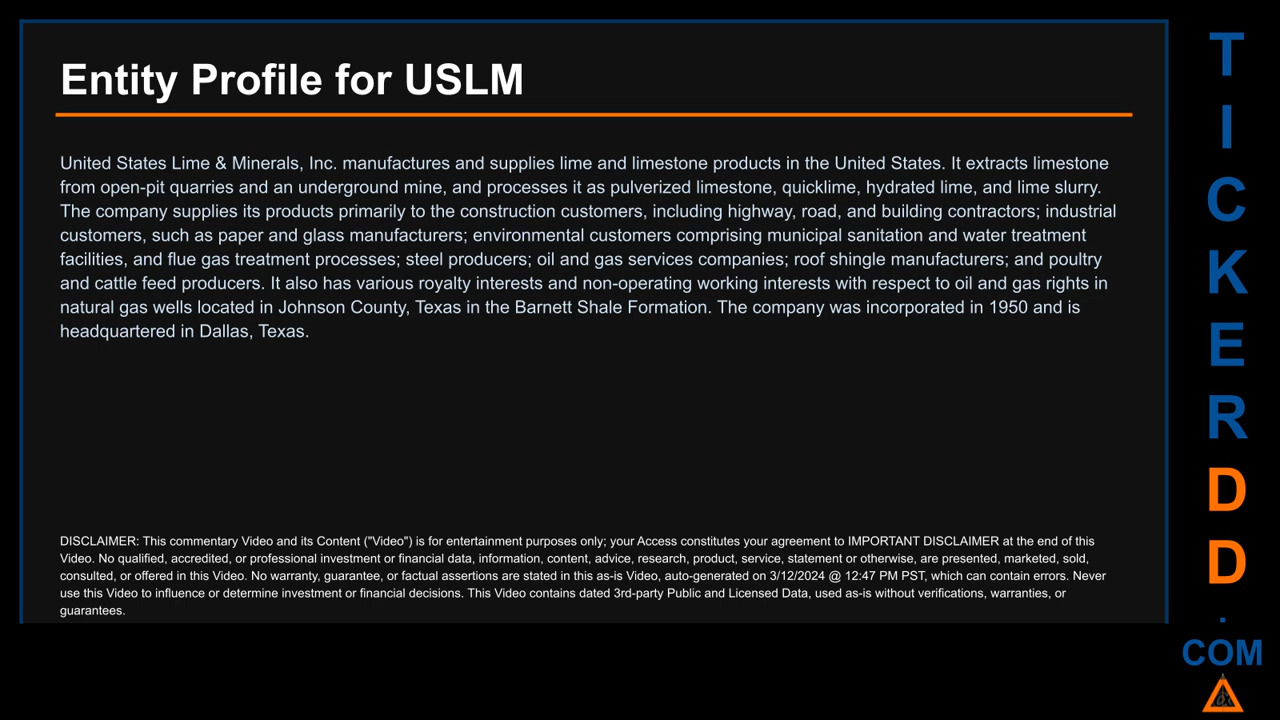 Entity Profile for USLM
United States Lime & Minerals, Inc. manufactures and supplies lime and limestone products in the United States. It extracts limestone
from open-pit quarries and an underground mine, and processes it as pulverized limestone, quicklime, hydrated lime, and lime slurry.
The company supplies its products primarily to the construction customers, including highway, road, and building contractors; industrial
customers, such as paper and glass manufacturers; environmental customers comprising municipal sanitation and water treatment
facilities, and flue gas treatment processes; steel producers; oil and gas services companies; roof shingle manufacturers; and poultry
and cattle feed producers. It also has various royalty interests and non-operating working interests with respect to oil and gas rights in
natural gas wells located in Johnson County, Texas in the Barnett Shale Formation. The company was incorporated in 1950 and is
headquartered in Dallas, Texas.
DISCLAIMER: This commentary Video and its Content ("Video") is for entertainment purposes only; your Access constitutes your agreement to IMPORTANT DISCLAIMER at the end of this
Video. No qualified, accredited, or professional investment or financial data, information, content, advice, research, product, service, statement or otherwise, are presented, marketed, sold,
consulted, or offered in this Video. No warranty, guarantee, or factual assertions are stated in this as-is Video, auto-generated on 3/12/2024 @ 12:47 PM PST, which can contain errors. Never
use this Video to influence or determine investment or financial decisions. This Video contains dated 3rd-party Public and Licensed Data, used as-is without verifications, warranties, or
guarantees.
T
I
C
K
E
R
D
D
.
COM